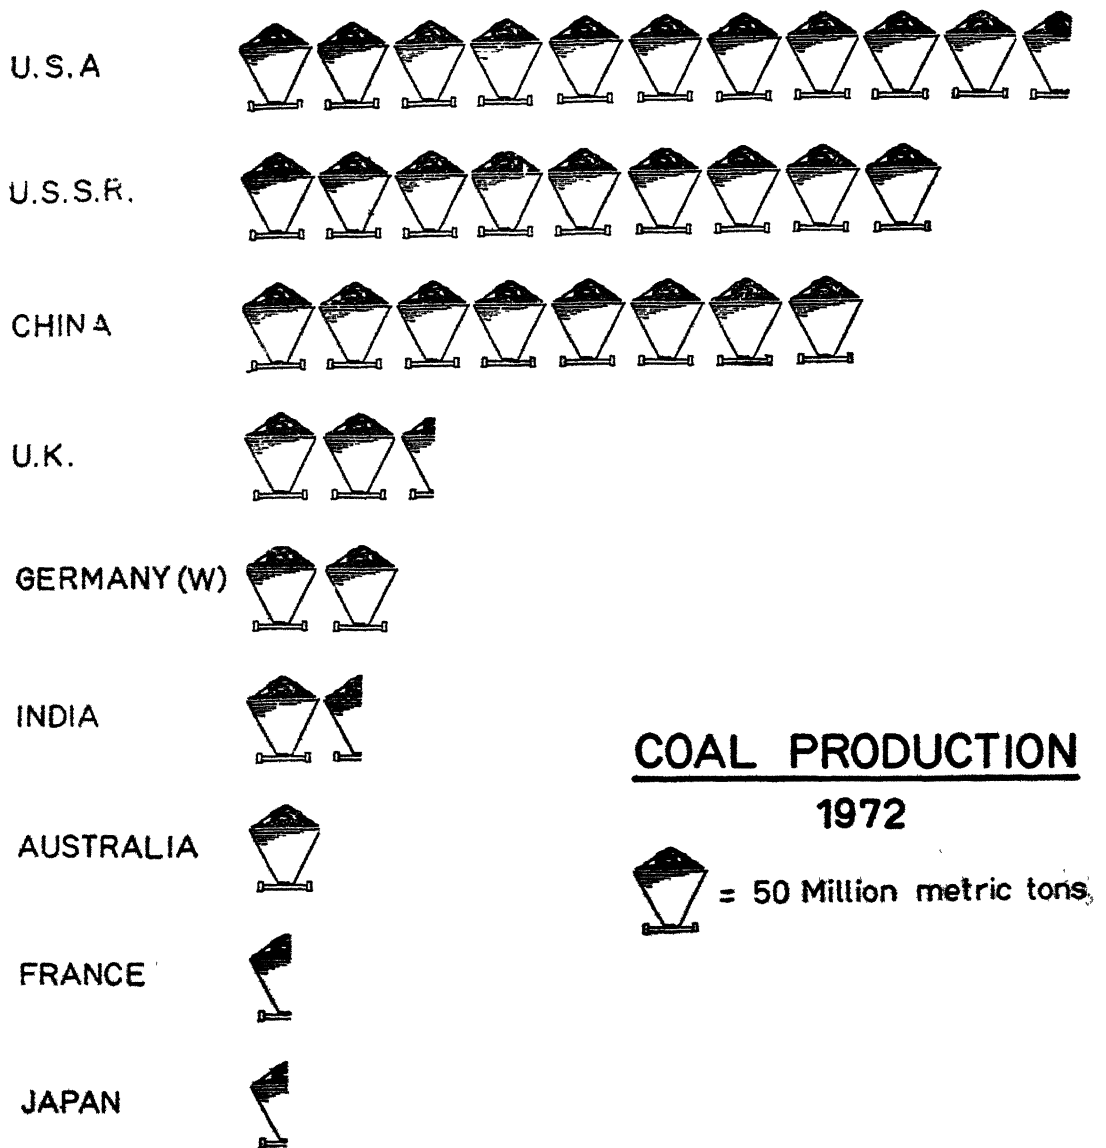 U.S.A
U.S.S.R.
CHINA
U.K.
GERMANY (W)
INDIA
AUSTRALIA
FRANCE
JAPAN
COAL PRODUCTION
1972
= 50 Million metric tons